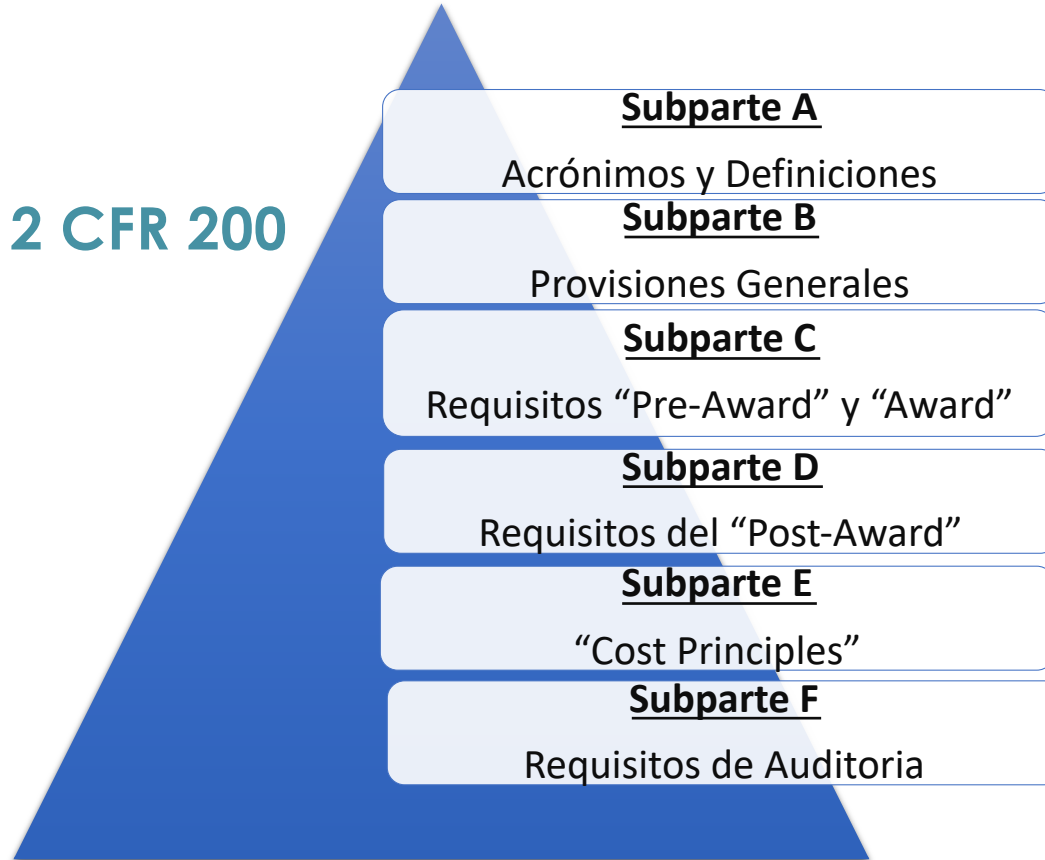 2 CFR 200
Subparte A
Acrónimos y Definiciones
Subparte B
Provisiones Generales
Subparte C
Requisitos “Pre-Award” y “Award”
Subparte D
Requisitos del “Post-Award”
Subparte E
“Cost Principles”
Subparte F
Requisitos de Auditoria